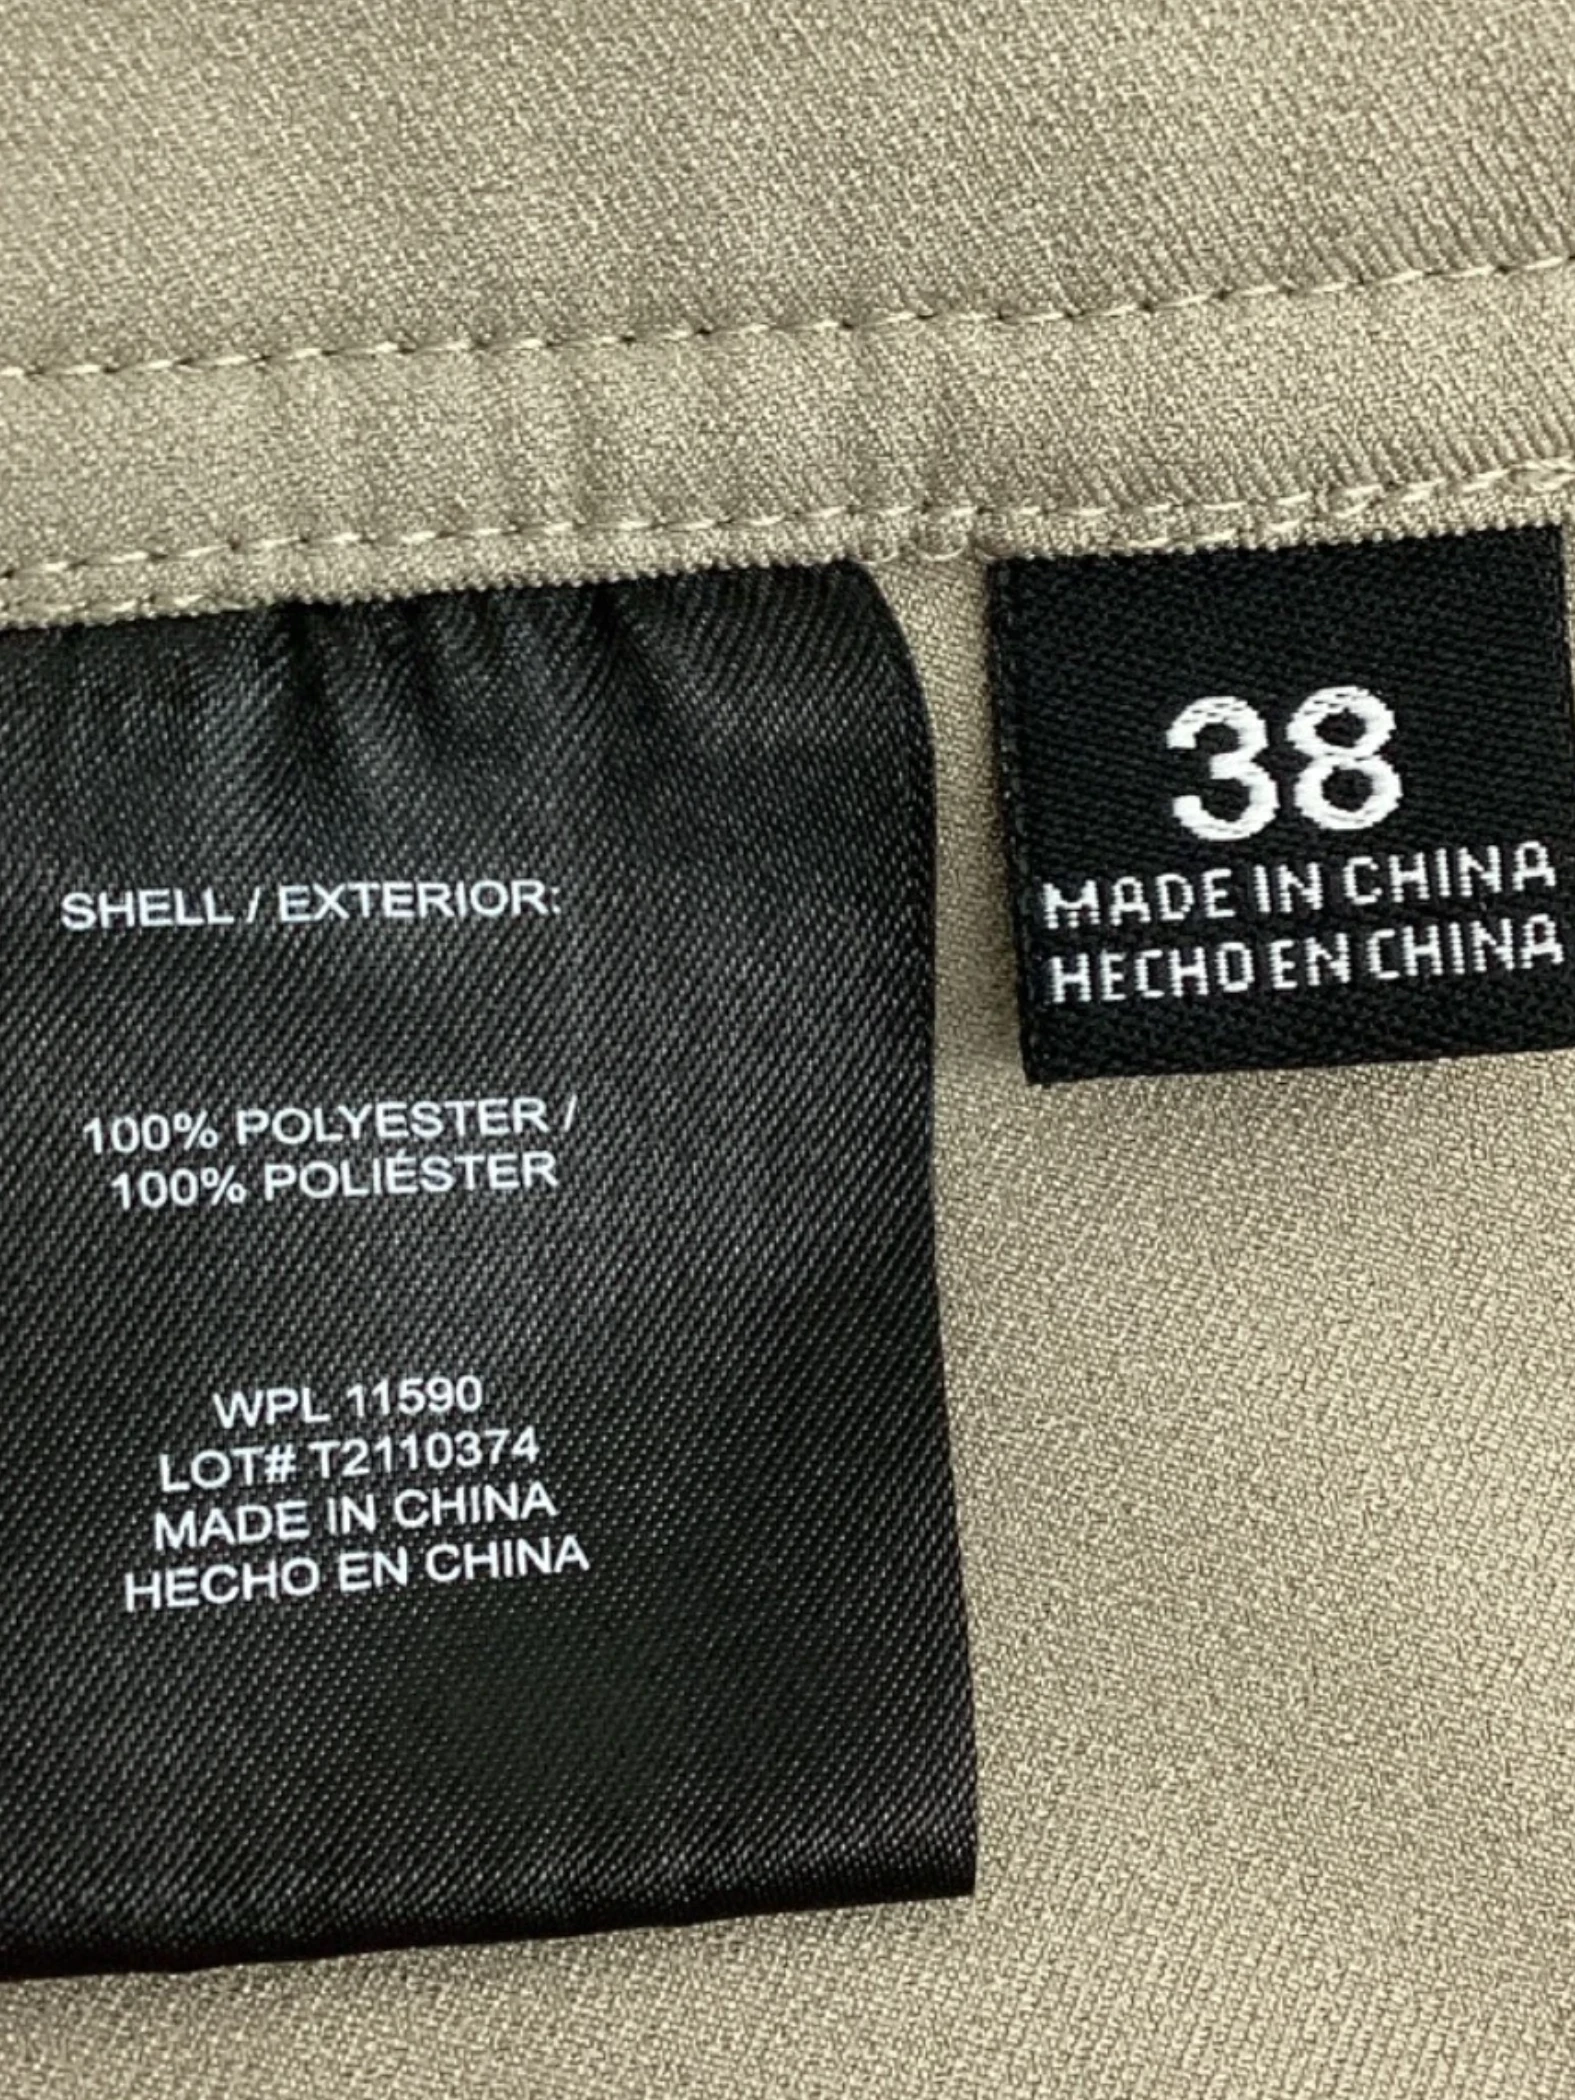 SHELL / EXTERIOR:
100% POLYESTER /
100% POLIÉSTER
WPL 11590
LOT# T2110374
MADE IN CHINA
HECHO EN CHINA
38
MADE IN CHINA
HECHO EN CHINA